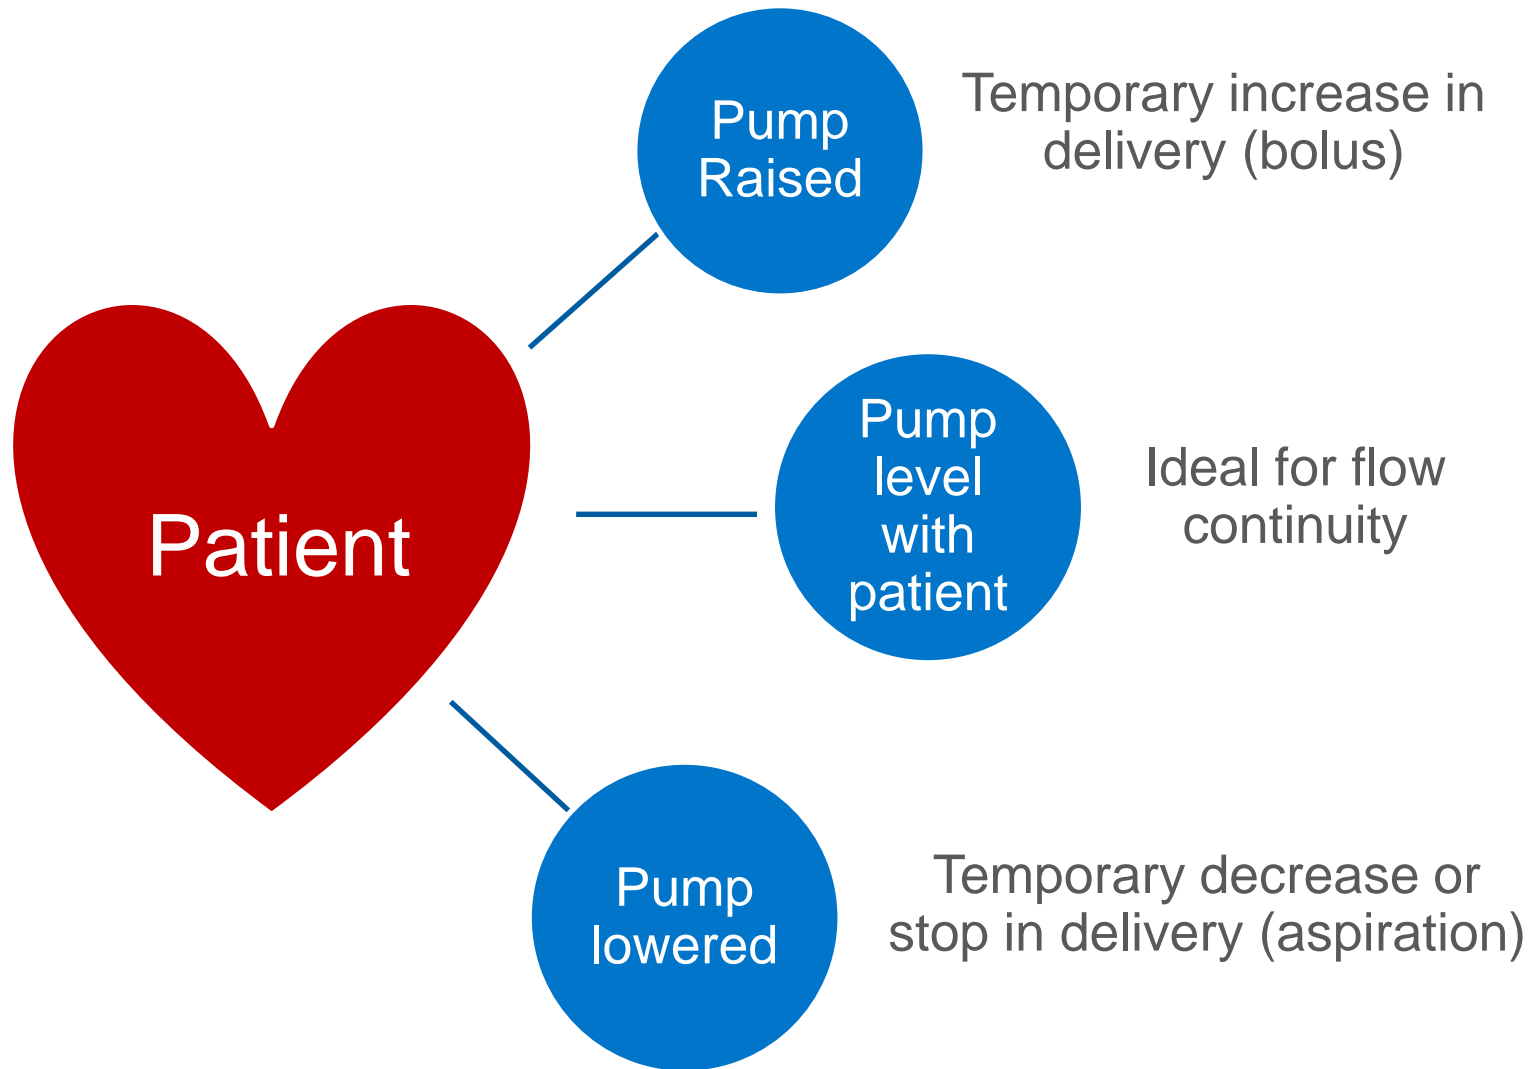 Pump
Raised
Temporary increase in
delivery (bolus)
Patient
Pump
level
with
patient
Ideal for flow
continuity
Pump
lowered
Temporary decrease or
stop in delivery (aspiration)